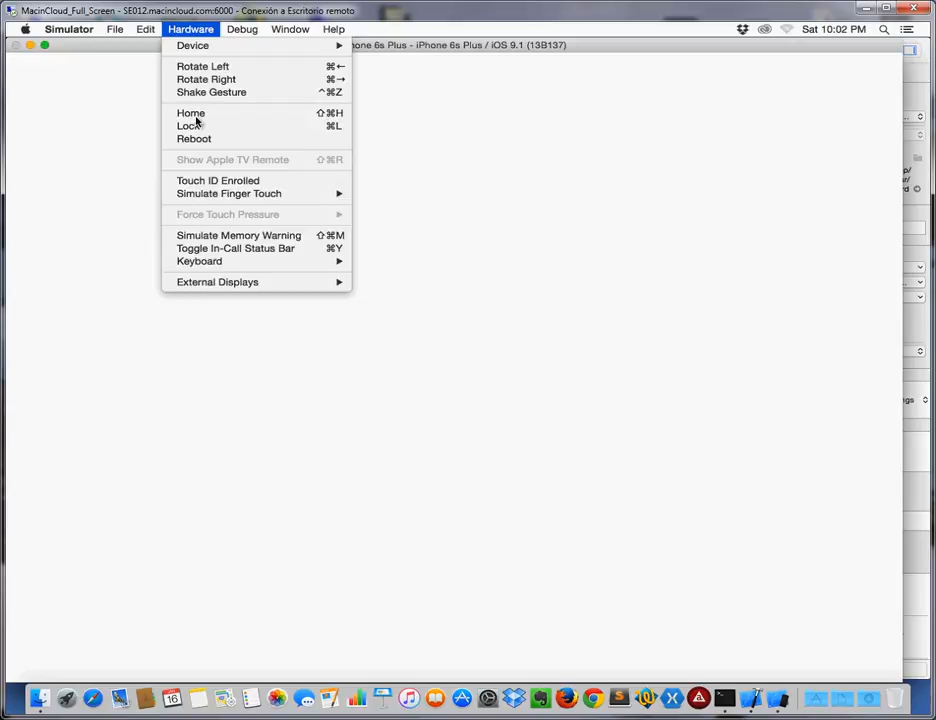 MacinCloud_Full_Screen - SE012.macincloud.com:6000 - Conexión a Escritorio remoto
Simulator File Edit Hardware Debug Window Help Sat 10:02 PM
hone 6s Plus - iPhone 6s Plus / iOS 9.1 (13B137)
Device
Rotate Left ⌘←
Rotate Right ⌘→
Shake Gesture ^⌘Z
Home ⇧⌘H
Lock ⌘L
Reboot
Show Apple TV Remote ⇧⌘R
Touch ID Enrolled
Simulate Finger Touch
Force Touch Pressure
Simulate Memory Warning ⇧⌘M
Toggle In-Call Status Bar ⌘Y
Keyboard
External Displays
p/
ur/
rd
ngs
16